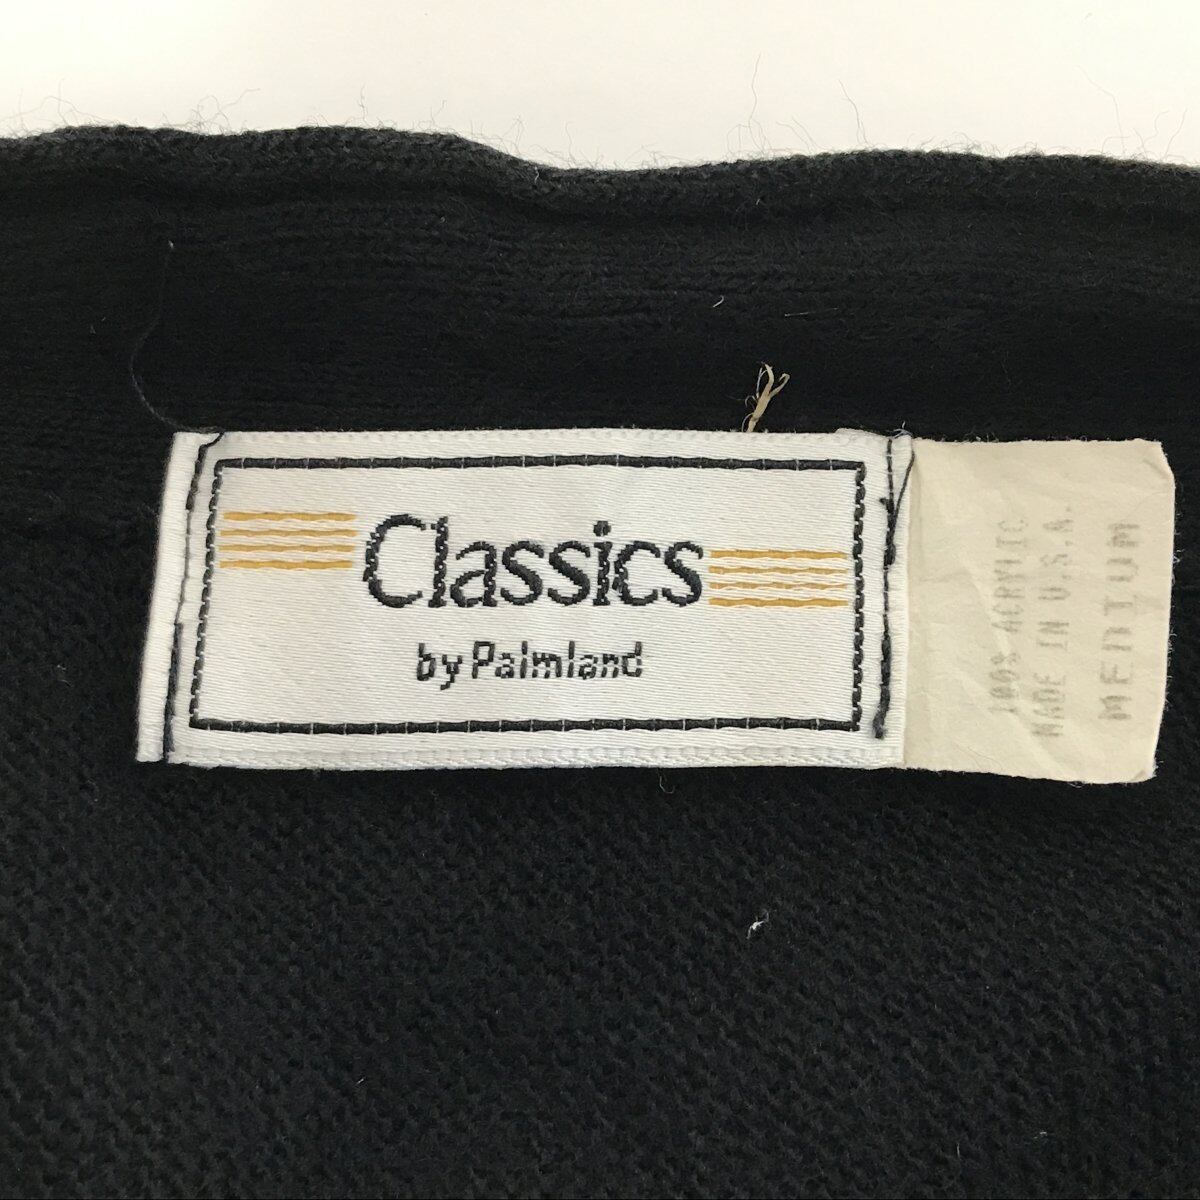 Classics
by Palmland
100% ACRYLIC
MADE IN U.S.A.
MEDIUM